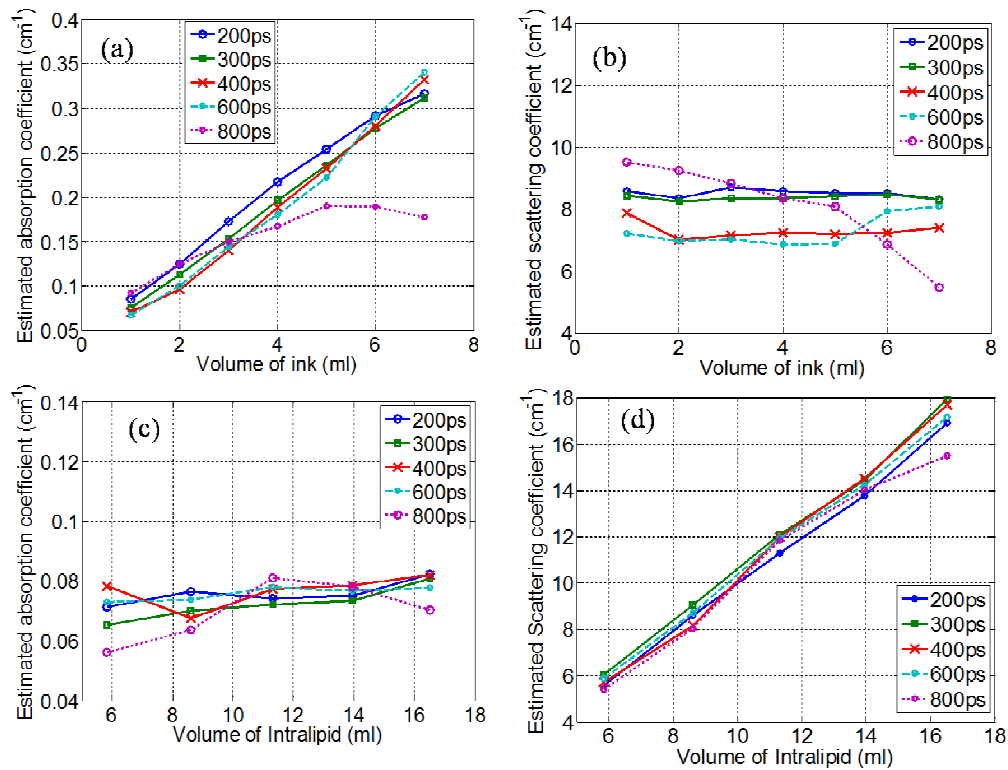 (a)
200ps
300ps
400ps
600ps
800ps
0.4
0.35
0.3
0.25
0.2
0.15
0.1
0.05
0 2 4 6 8
Estimated absorption coefficient (cm-1)
Volume of ink (ml)
(b)
200ps
300ps
400ps
600ps
800ps
14
12
10
8
6
4
0 2 4 6 8
Estimated scattering coefficient (cm-1)
Volume of ink (ml)
(c)
200ps
300ps
400ps
600ps
800ps
0.14
0.12
0.1
0.08
0.06
0.04
6 8 10 12 14 16 18
Estimated absorption coefficient (cm-1)
Volume of Intralipid (ml)
(d)
200ps
300ps
400ps
600ps
800ps
18
16
14
12
10
8
6
4
6 8 10 12 14 16 18
Estimated Scattering coefficient (cm-1)
Volume of Intralipid (ml)